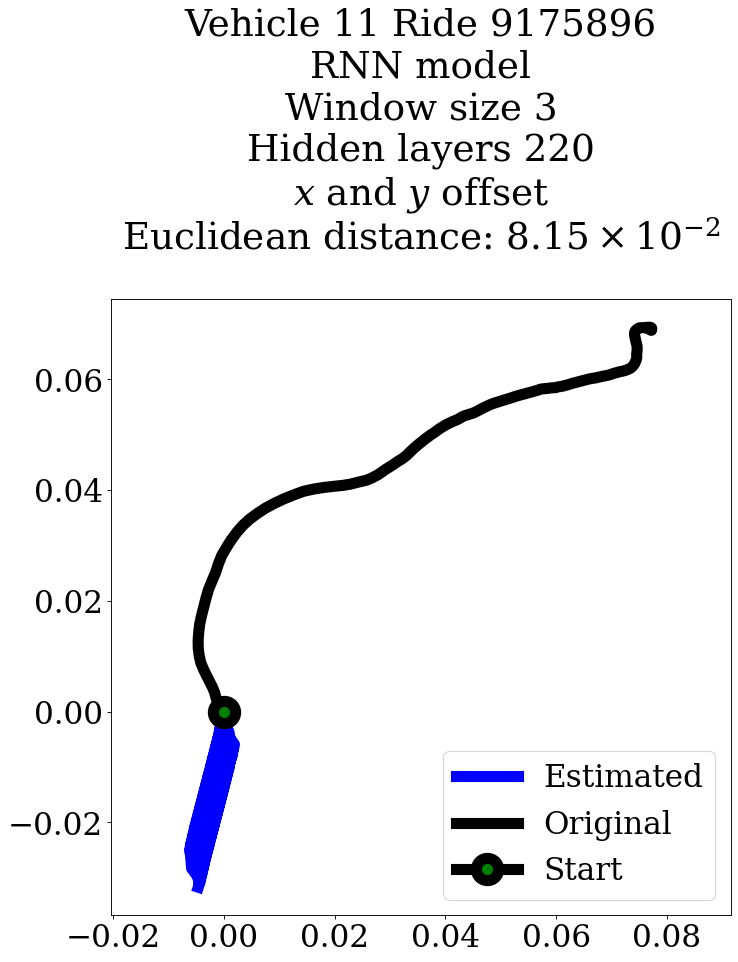 Vehicle 11 Ride 9175896
RNN model
Window size 3
Hidden layers 220
x and y offset
Euclidean distance: 8.15 × 10⁻²
0.06
0.04
0.02
0.00
−0.02
Estimated
Original
Start
−0.02 0.00 0.02 0.04 0.06 0.08